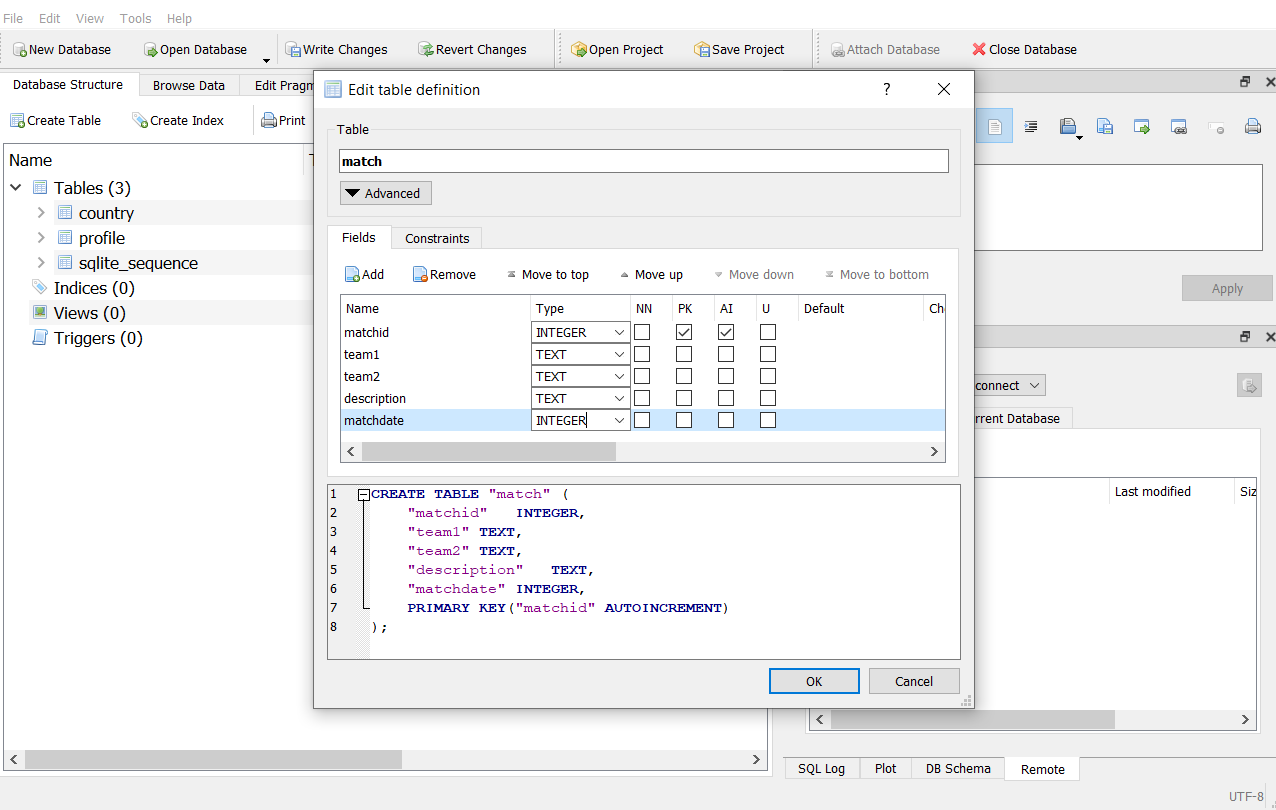 File Edit View Tools Help
New Database Open Database Write Changes Revert Changes Open Project Save Project Attach Database Close Database
Database Structure Browse Data Edit Pragm
Create Table Create Index Print
Name T
Tables (3)
country
profile
sqlite_sequence
Indices (0)
Views (0)
Triggers (0)
Edit table definition ?
Table
match
Advanced
Fields Constraints
Add Remove Move to top Move up Move down Move to bottom
Name Type NN PK AI U Default Ch
matchid INTEGER
team1 TEXT
team2 TEXT
description TEXT
matchdate INTEGER
1 CREATE TABLE "match" (
2 "matchid" INTEGER,
3 "team1" TEXT,
4 "team2" TEXT,
5 "description" TEXT,
6 "matchdate" INTEGER,
7 PRIMARY KEY("matchid" AUTOINCREMENT)
8 );
OK Cancel
Apply
connect
rrent Database
Last modified Siz
SQL Log Plot DB Schema Remote
UTF-8